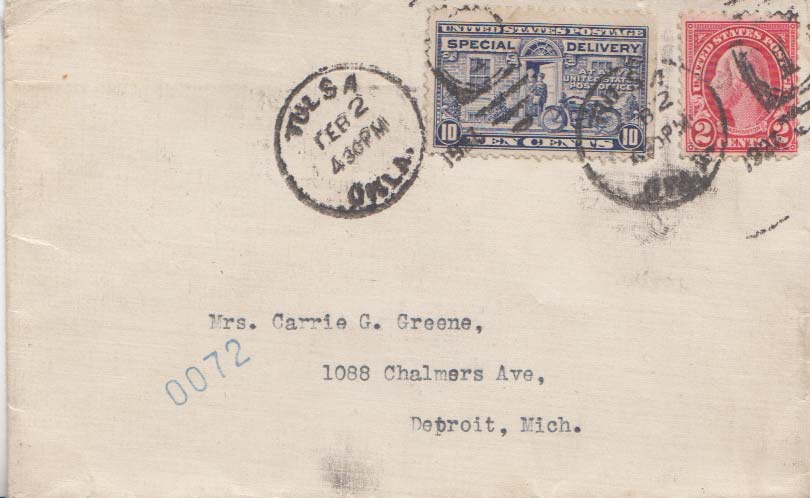 TULSA
FEB 2
430PM
OKLA.
UNITED STATES POSTAGE
SPECIAL DELIVERY
AT ANY
UNITED STATES
POST OFFICE
10 10
TEN CENTS
UNITED STATES POSTAGE
2 CENTS 2
Mrs. Carrie G. Greene,
1088 Chalmers Ave,
Detroit, Mich.
0072